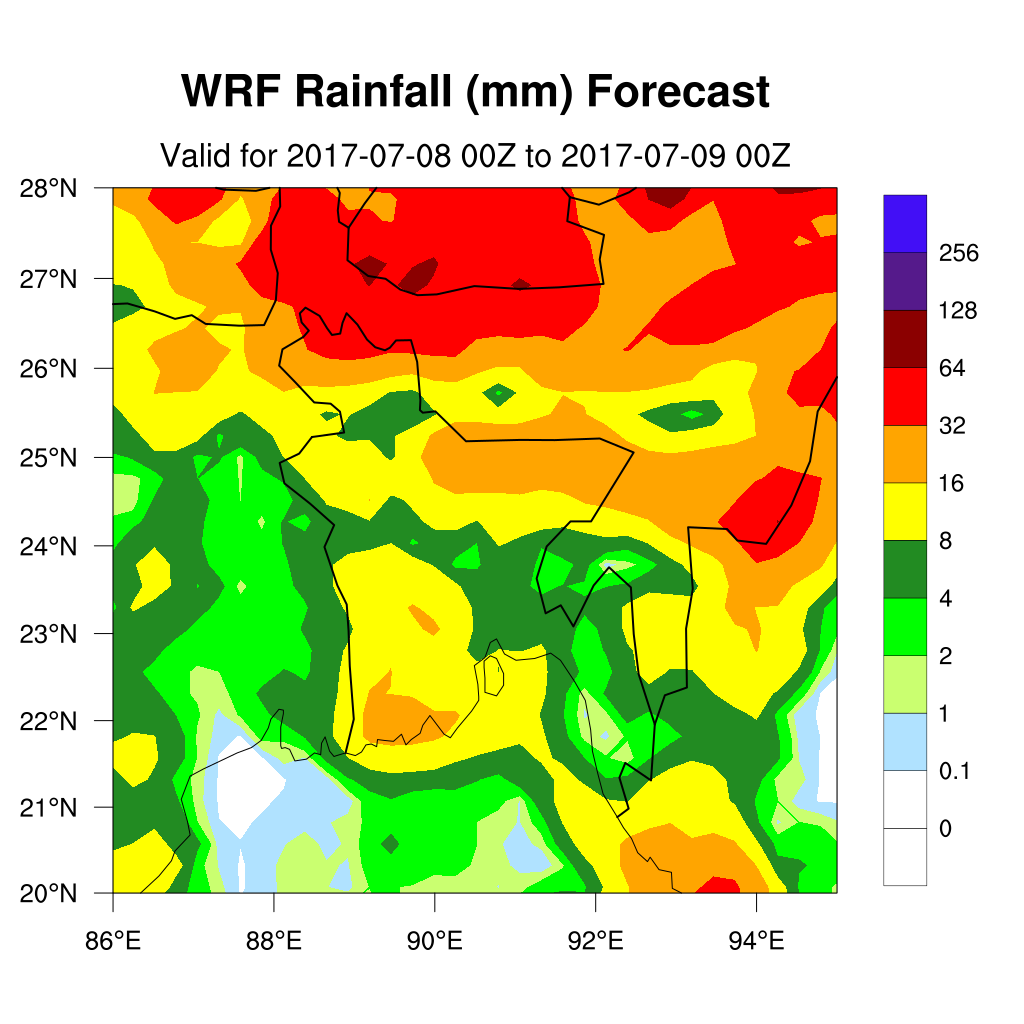 WRF Rainfall (mm) Forecast
Valid for 2017-07-08 00Z to 2017-07-09 00Z
28°N
27°N
26°N
25°N
24°N
23°N
22°N
21°N
20°N
86°E
88°E
90°E
92°E
94°E
256
128
64
32
16
8
4
2
1
0.1
0